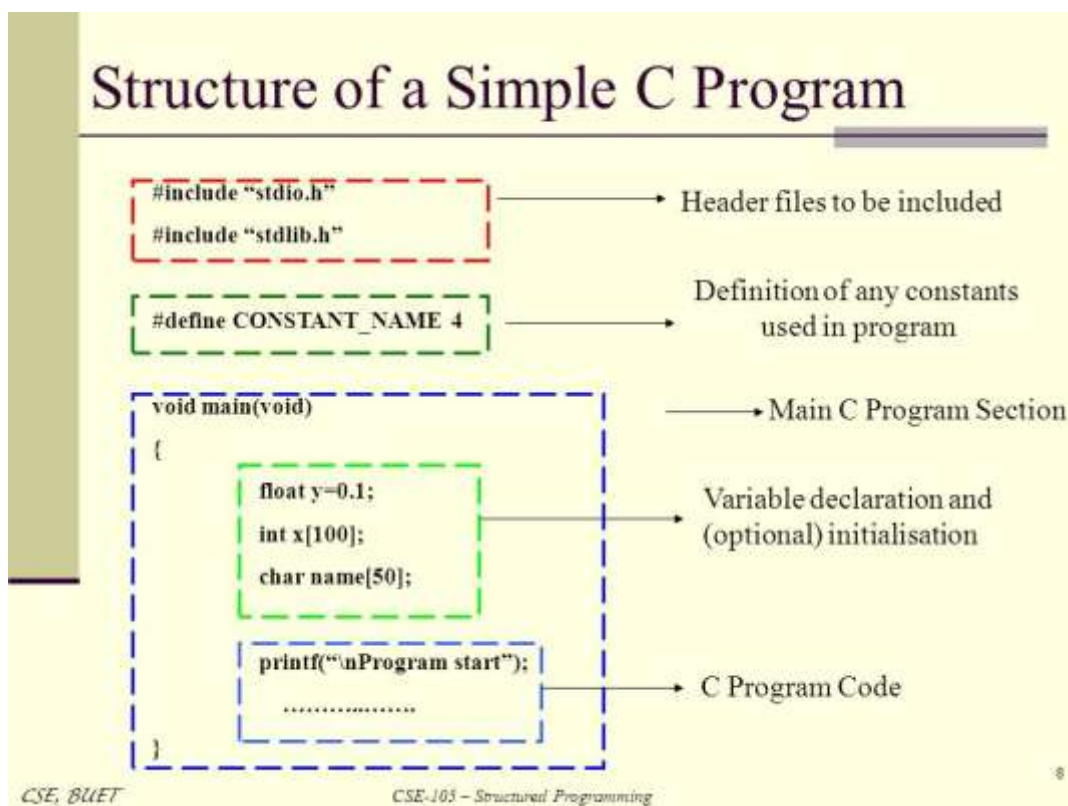 Structure of a Simple C Program
#include “stdio.h”
#include “stdlib.h”
Header files to be included
#define CONSTANT_NAME 4
Definition of any constants
used in program
void main(void)
Main C Program Section
{
float y=0.1;
int x[100];
char name[50];
Variable declaration and
(optional) initialisation
printf(“\nProgram start”);
………...…….
C Program Code
}
8
CSE, BUET
CSE-105 – Structured Programming